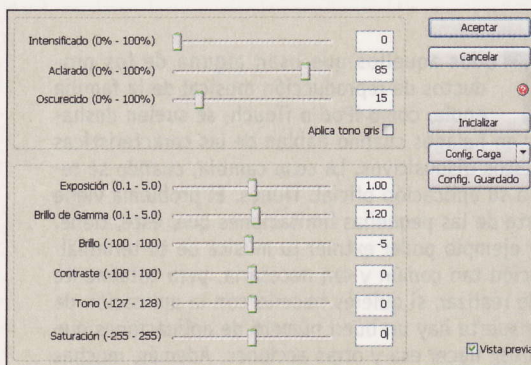 Intensificado (0% - 100%) 0
Aclarado (0% - 100%) 85
Oscurecido (0% - 100%) 15
Aplica tono gris
Exposición (0.1 - 5.0) 1.00
Brillo de Gamma (0.1 - 5.0) 1.20
Brillo (-100 - 100) -5
Contraste (-100 - 100) 0
Tono (-127 - 128) 0
Saturación (-255 - 255) 0
Aceptar
Cancelar
Inicializar
Config. Carga
Config. Guardado
Vista previa